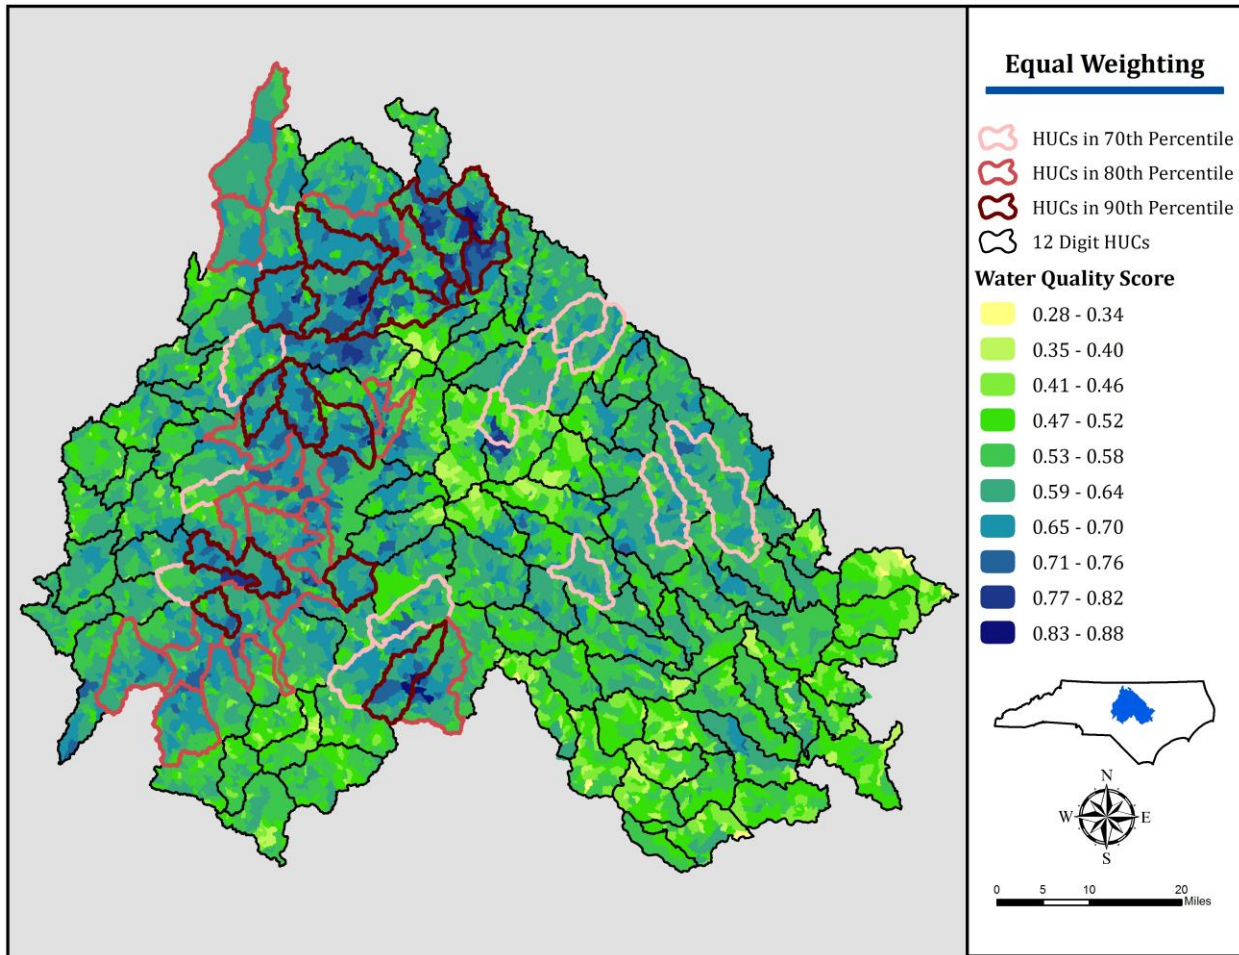 Equal Weighting
HUCs in 70th Percentile
HUCs in 80th Percentile
HUCs in 90th Percentile
12 Digit HUCs
Water Quality Score
0.28 - 0.34
0.35 - 0.40
0.41 - 0.46
0.47 - 0.52
0.53 - 0.58
0.59 - 0.64
0.65 - 0.70
0.71 - 0.76
0.77 - 0.82
0.83 - 0.88
N
W E
S
0 5 10 20
Miles